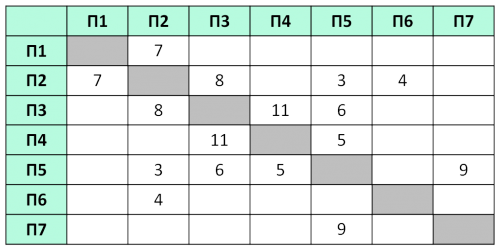 П1 П2 П3 П4 П5 П6 П7
П1 7
П2 7 8 3 4
П3 8 11 6
П4 11 5
П5 3 6 5 9
П6 4
П7 9